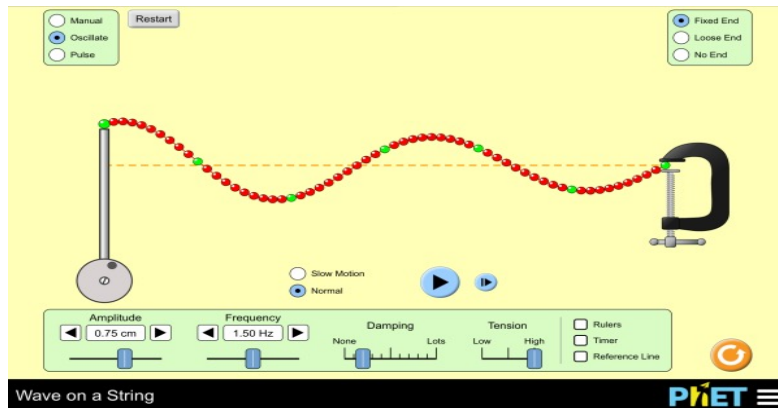 Manual
Oscillate
Pulse
Restart
Fixed End
Loose End
No End
Slow Motion
Normal
Amplitude
0.75 cm
Frequency
1.50 Hz
Damping
None
Lots
Tension
Low
High
Rulers
Timer
Reference Line
Wave on a String
PhET